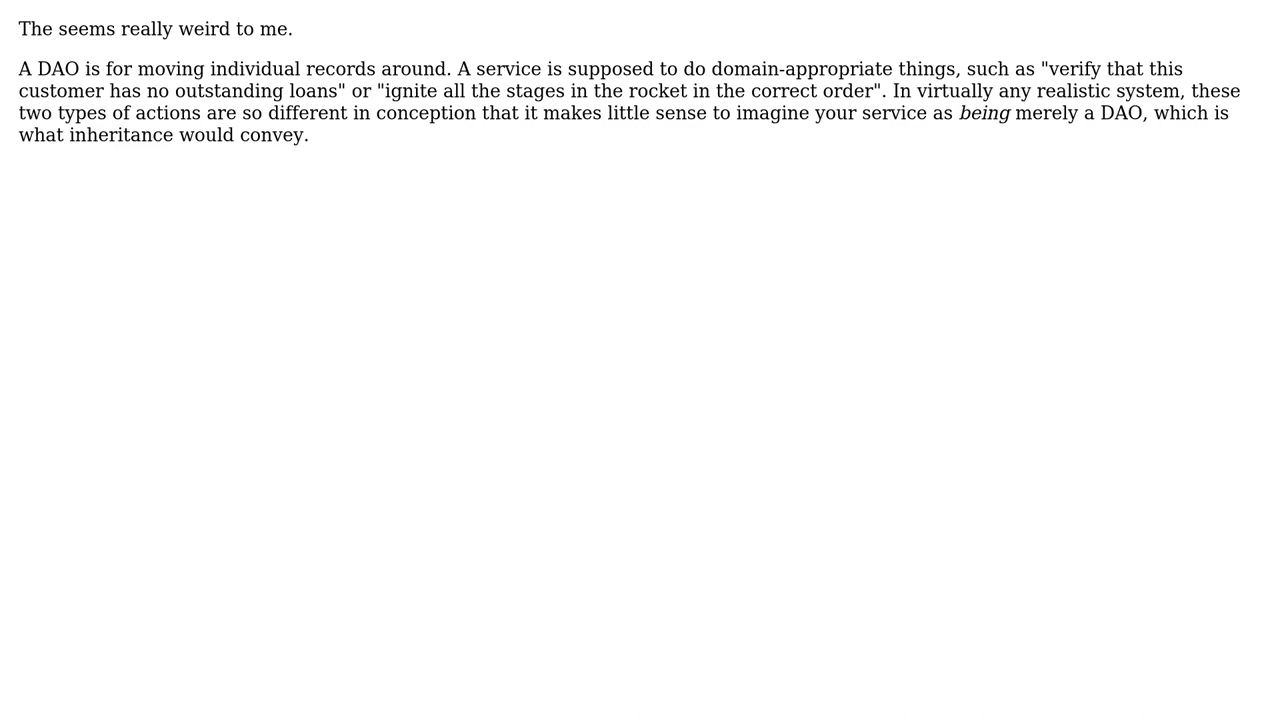 The seems really weird to me.
A DAO is for moving individual records around. A service is supposed to do domain-appropriate things, such as "verify that this
customer has no outstanding loans" or "ignite all the stages in the rocket in the correct order". In virtually any realistic system, these
two types of actions are so different in conception that it makes little sense to imagine your service as being merely a DAO, which is
what inheritance would convey.